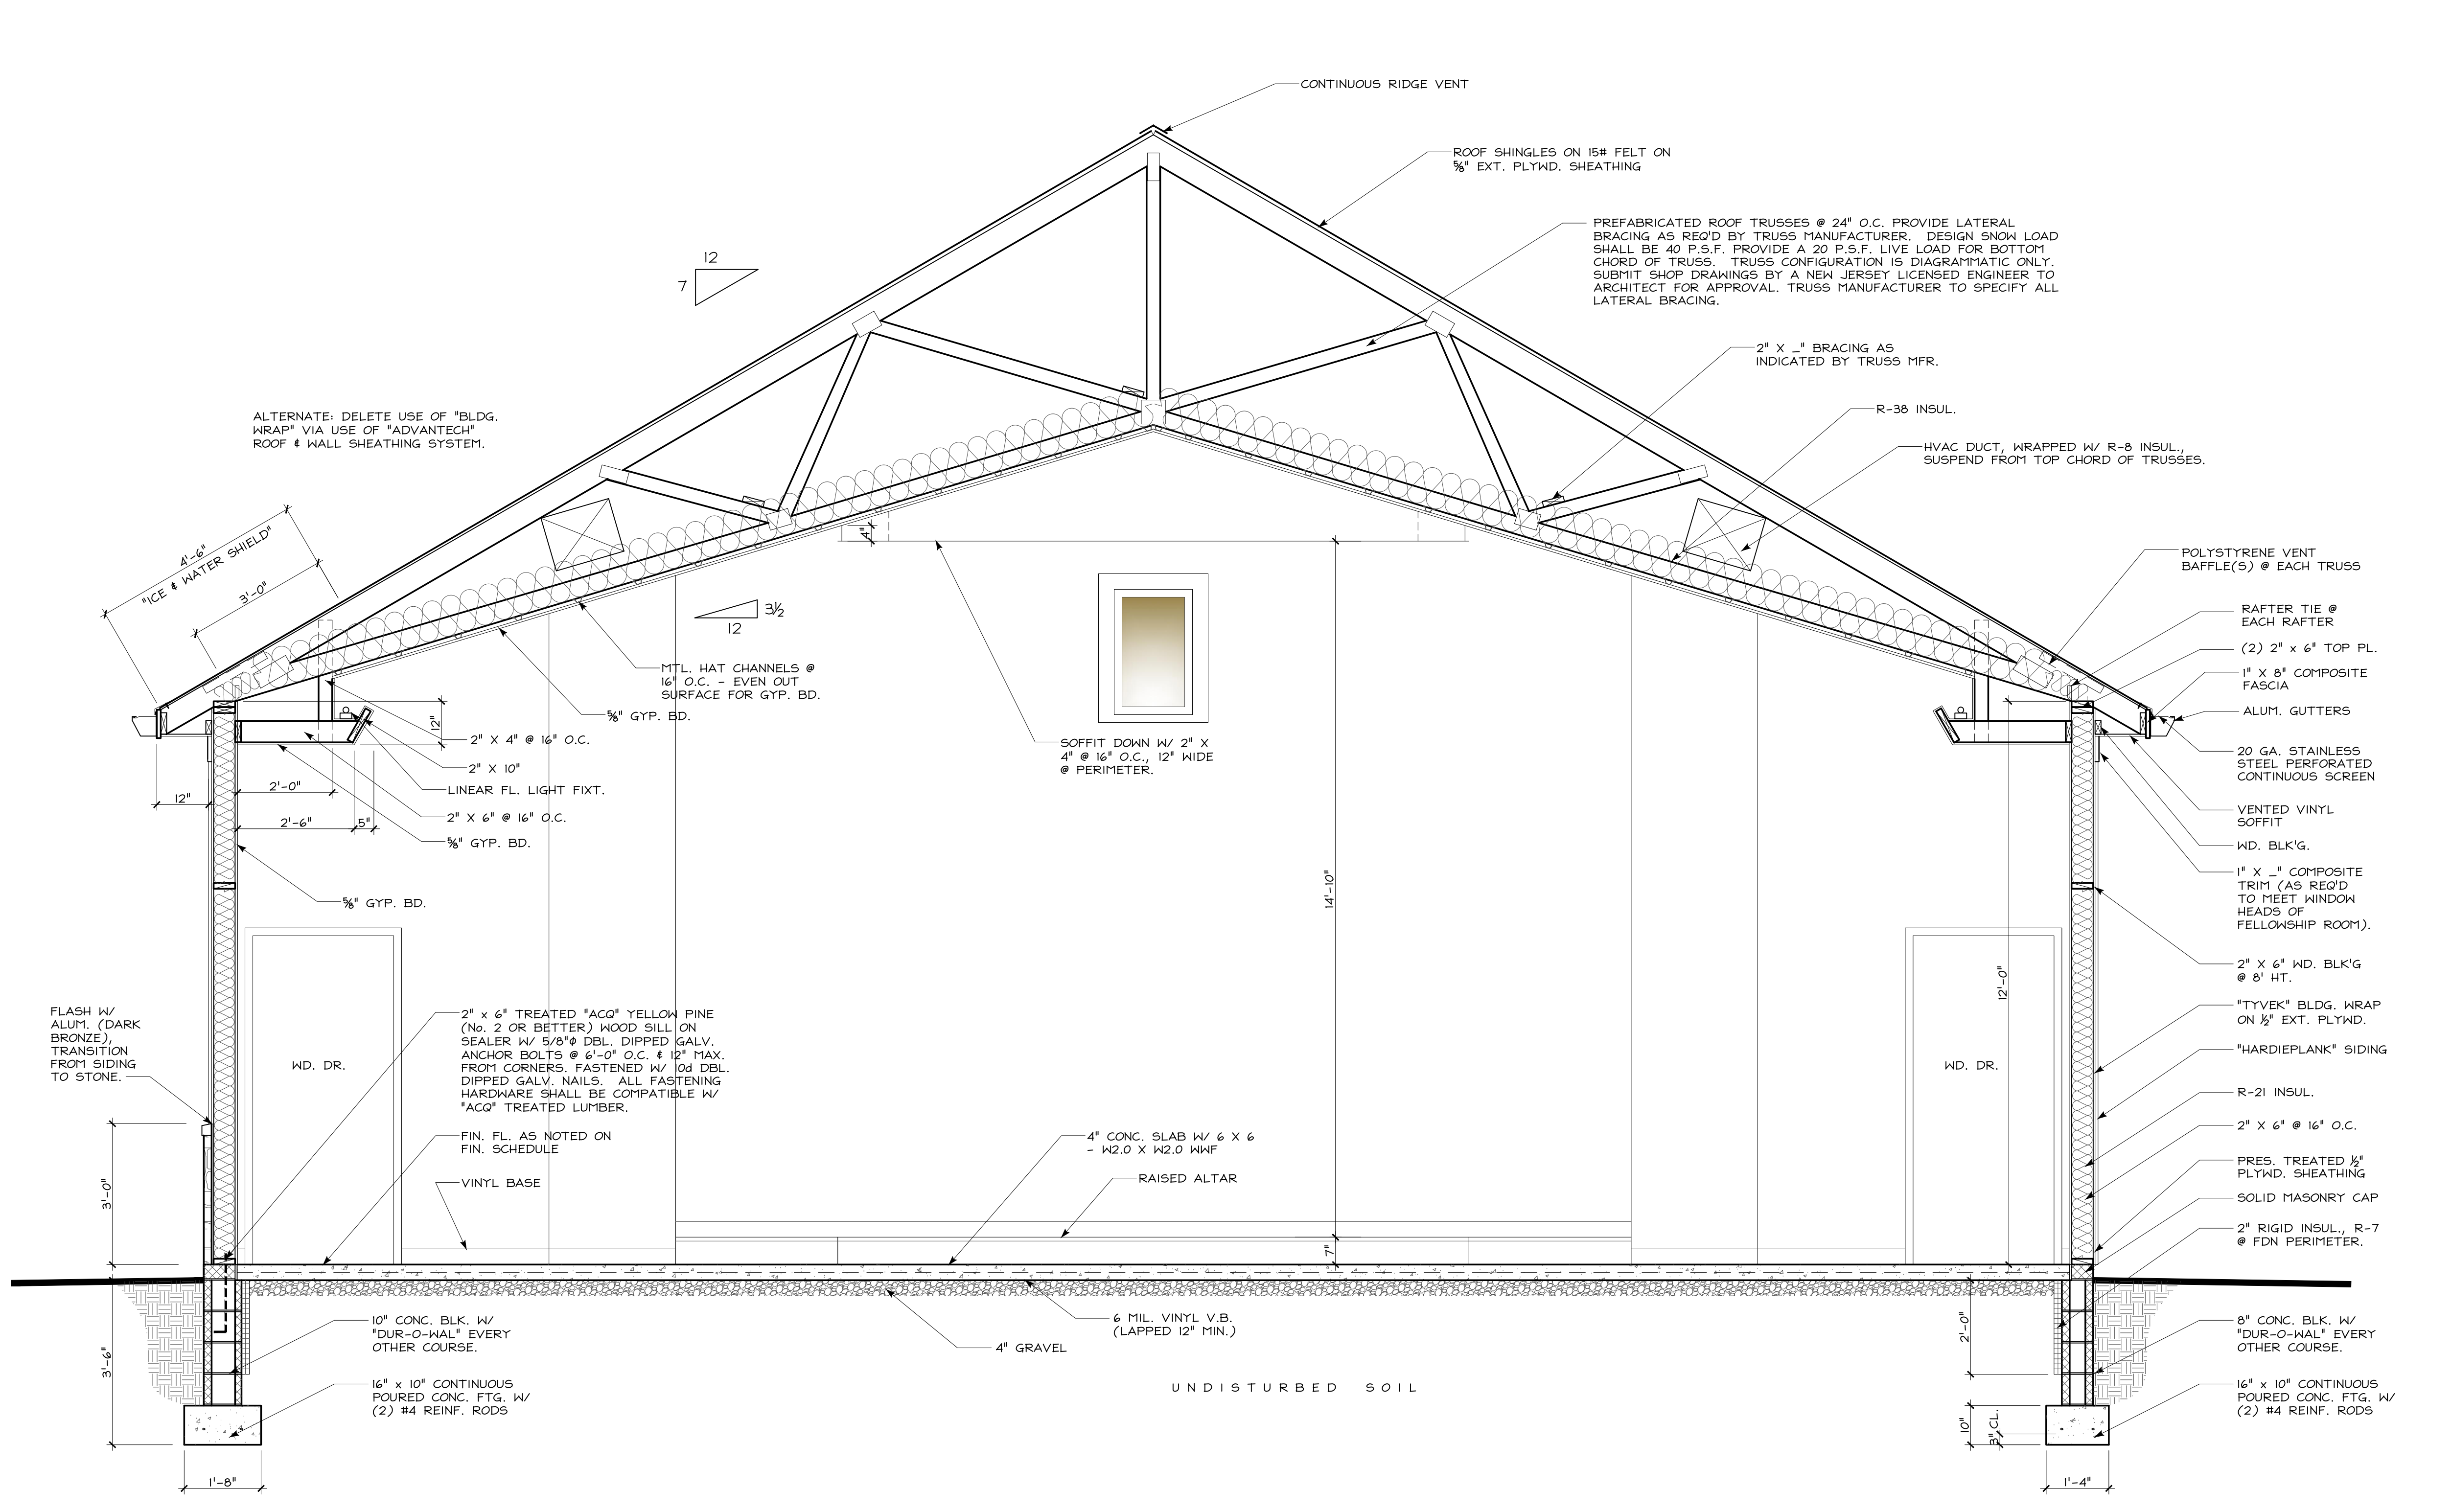 CONTINUOUS RIDGE VENT
ROOF SHINGLES ON 15# FELT ON
⅝" EXT. PLYWD. SHEATHING
PREFABRICATED ROOF TRUSSES @ 24" O.C. PROVIDE LATERAL
BRACING AS REQ'D BY TRUSS MANUFACTURER. DESIGN SNOW LOAD
SHALL BE 40 P.S.F. PROVIDE A 20 P.S.F. LIVE LOAD FOR BOTTOM
CHORD OF TRUSS. TRUSS CONFIGURATION IS DIAGRAMMATIC ONLY.
SUBMIT SHOP DRAWINGS BY A NEW JERSEY LICENSED ENGINEER TO
ARCHITECT FOR APPROVAL. TRUSS MANUFACTURER TO SPECIFY ALL
LATERAL BRACING.
12
7
2" X _" BRACING AS
INDICATED BY TRUSS MFR.
R-38 INSUL.
HVAC DUCT, WRAPPED W/ R-8 INSUL.,
SUSPEND FROM TOP CHORD OF TRUSSES.
ALTERNATE: DELETE USE OF "BLDG.
WRAP" VIA USE OF "ADVANTECH"
ROOF & WALL SHEATHING SYSTEM.
4'-6"
"ICE & WATER SHIELD"
3'-0"
4"
3½
12
MTL. HAT CHANNELS @
16" O.C. - EVEN OUT
SURFACE FOR GYP. BD.
⅝" GYP. BD.
12"
2" X 4" @ 16" O.C.
2" X 10"
LINEAR FL. LIGHT FIXT.
2" X 6" @ 16" O.C.
⅝" GYP. BD.
12"
2'-0"
2'-6"
5"
⅝" GYP. BD.
SOFFIT DOWN W/ 2" X
4" @ 16" O.C., 12" WIDE
@ PERIMETER.
14'-10"
12'-0"
POLYSTYRENE VENT
BAFFLE(S) @ EACH TRUSS
RAFTER TIE @
EACH RAFTER
(2) 2" x 6" TOP PL.
1" X 8" COMPOSITE
FASCIA
ALUM. GUTTERS
20 GA. STAINLESS
STEEL PERFORATED
CONTINUOUS SCREEN
VENTED VINYL
SOFFIT
WD. BLK'G.
1" X _" COMPOSITE
TRIM (AS REQ'D
TO MEET WINDOW
HEADS OF
FELLOWSHIP ROOM).
2" X 6" WD. BLK'G
@ 8' HT.
"TYVEK" BLDG. WRAP
ON ½" EXT. PLYWD.
"HARDIEPLANK" SIDING
R-21 INSUL.
2" X 6" @ 16" O.C.
PRES. TREATED ½"
PLYWD. SHEATHING
SOLID MASONRY CAP
2" RIGID INSUL., R-7
@ FDN PERIMETER.
8" CONC. BLK. W/
"DUR-O-WAL" EVERY
OTHER COURSE.
16" x 10" CONTINUOUS
POURED CONC. FTG. W/
(2) #4 REINF. RODS
FLASH W/
ALUM. (DARK
BRONZE),
TRANSITION
FROM SIDING
TO STONE.
WD. DR.
WD. DR.
2" x 6" TREATED "ACQ" YELLOW PINE
(No. 2 OR BETTER) WOOD SILL ON
SEALER W/ 5/8"Φ DBL. DIPPED GALV.
ANCHOR BOLTS @ 6'-0" O.C. & 12" MAX.
FROM CORNERS. FASTENED W/ 10d DBL.
DIPPED GALV. NAILS. ALL FASTENING
HARDWARE SHALL BE COMPATIBLE W/
"ACQ" TREATED LUMBER.
FIN. FL. AS NOTED ON
FIN. SCHEDULE
VINYL BASE
4" CONC. SLAB W/ 6 X 6
- W2.0 X W2.0 WWF
RAISED ALTAR
7"
3'-0"
3'-6"
10" CONC. BLK. W/
"DUR-O-WAL" EVERY
OTHER COURSE.
16" x 10" CONTINUOUS
POURED CONC. FTG. W/
(2) #4 REINF. RODS
6 MIL. VINYL V.B.
(LAPPED 12" MIN.)
4" GRAVEL
UNDISTURBED SOIL
2'-0"
10"
3" CL.
1'-8"
1'-4"